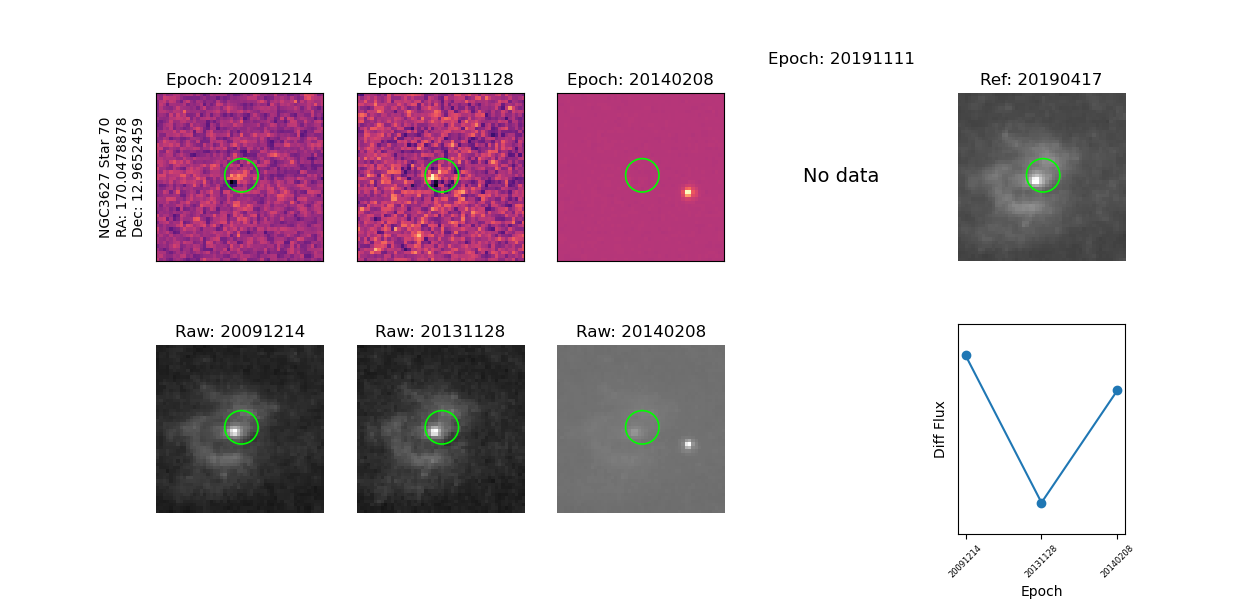 NGC3627 Star 70
RA: 170.0478878
Dec: 12.9652459
Epoch: 20091214
Epoch: 20131128
Epoch: 20140208
Epoch: 20191111
No data
Ref: 20190417
Raw: 20091214
Raw: 20131128
Raw: 20140208
Diff Flux
20091214
20131128
20140208
Epoch